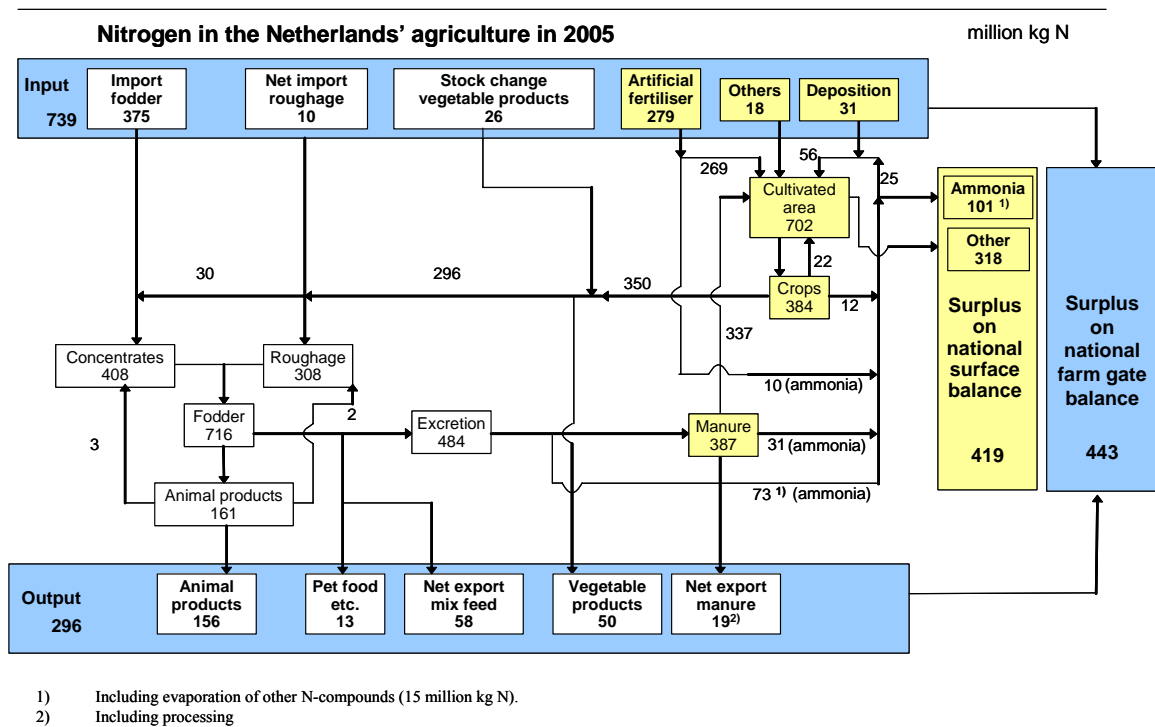 Nitrogen in the Netherlands' agriculture in 2005
million kg N
Input
739
Import
fodder
375
Net import
roughage
10
Stock change
vegetable products
26
Artificial
fertiliser
279
Others
18
Deposition
31
269
56
25
Cultivated
area
702
Ammonia
101 1)
Other
318
22
30
296
350
Crops
384
12
337
Surplus
on
national
surface
balance
419
Surplus
on
national
farm gate
balance
443
Concentrates
408
Roughage
308
10 (ammonia)
2
Fodder
716
Excretion
484
Manure
387
31 (ammonia)
3
Animal products
161
73 1) (ammonia)
Output
296
Animal
products
156
Pet food
etc.
13
Net export
mix feed
58
Vegetable
products
50
Net export
manure
19 2)
1) Including evaporation of other N-compounds (15 million kg N).
2) Including processing